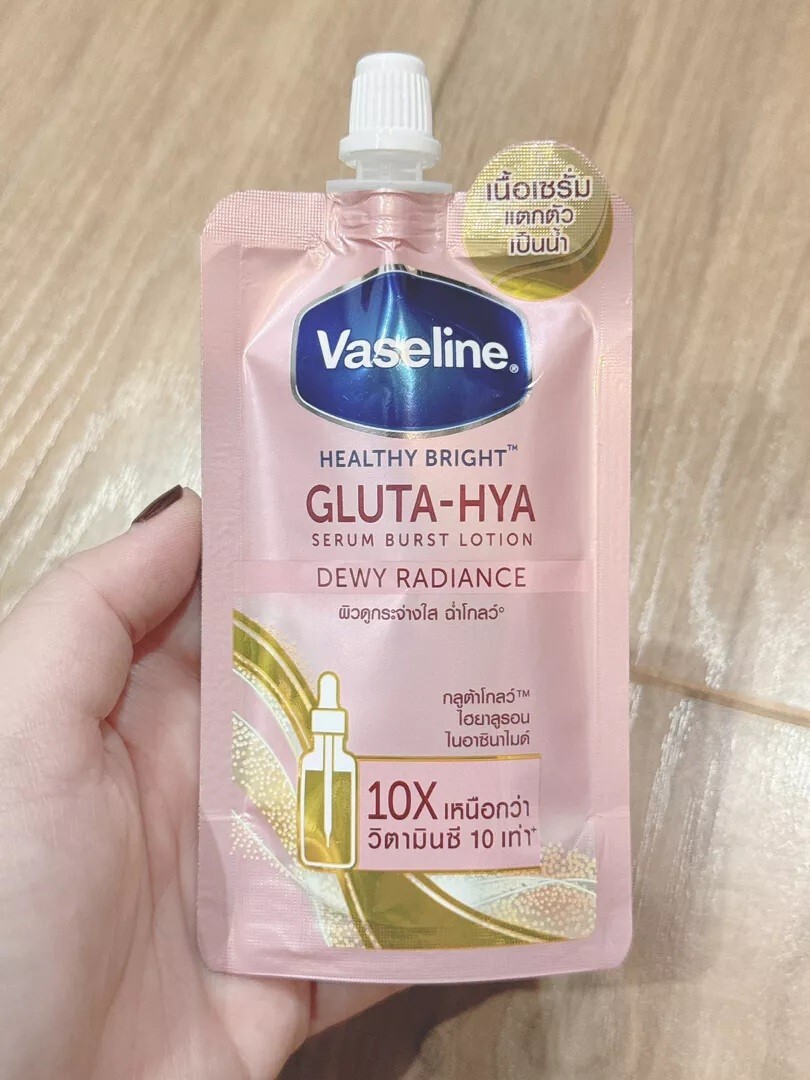 เนื้อเซรั่ม
แตกตัว
เป็นน้ำ
Vaseline®
HEALTHY BRIGHT™
GLUTA-HYA
SERUM BURST LOTION
DEWY RADIANCE
ผิวดูกระจ่างใส ฉ่ำโกลว์°
กลูต้าโกลว์™
ไฮยาลูรอน
ไนอาซินาไมด์
10X เหนือกว่า
วิตามินซี 10 เท่า⁺